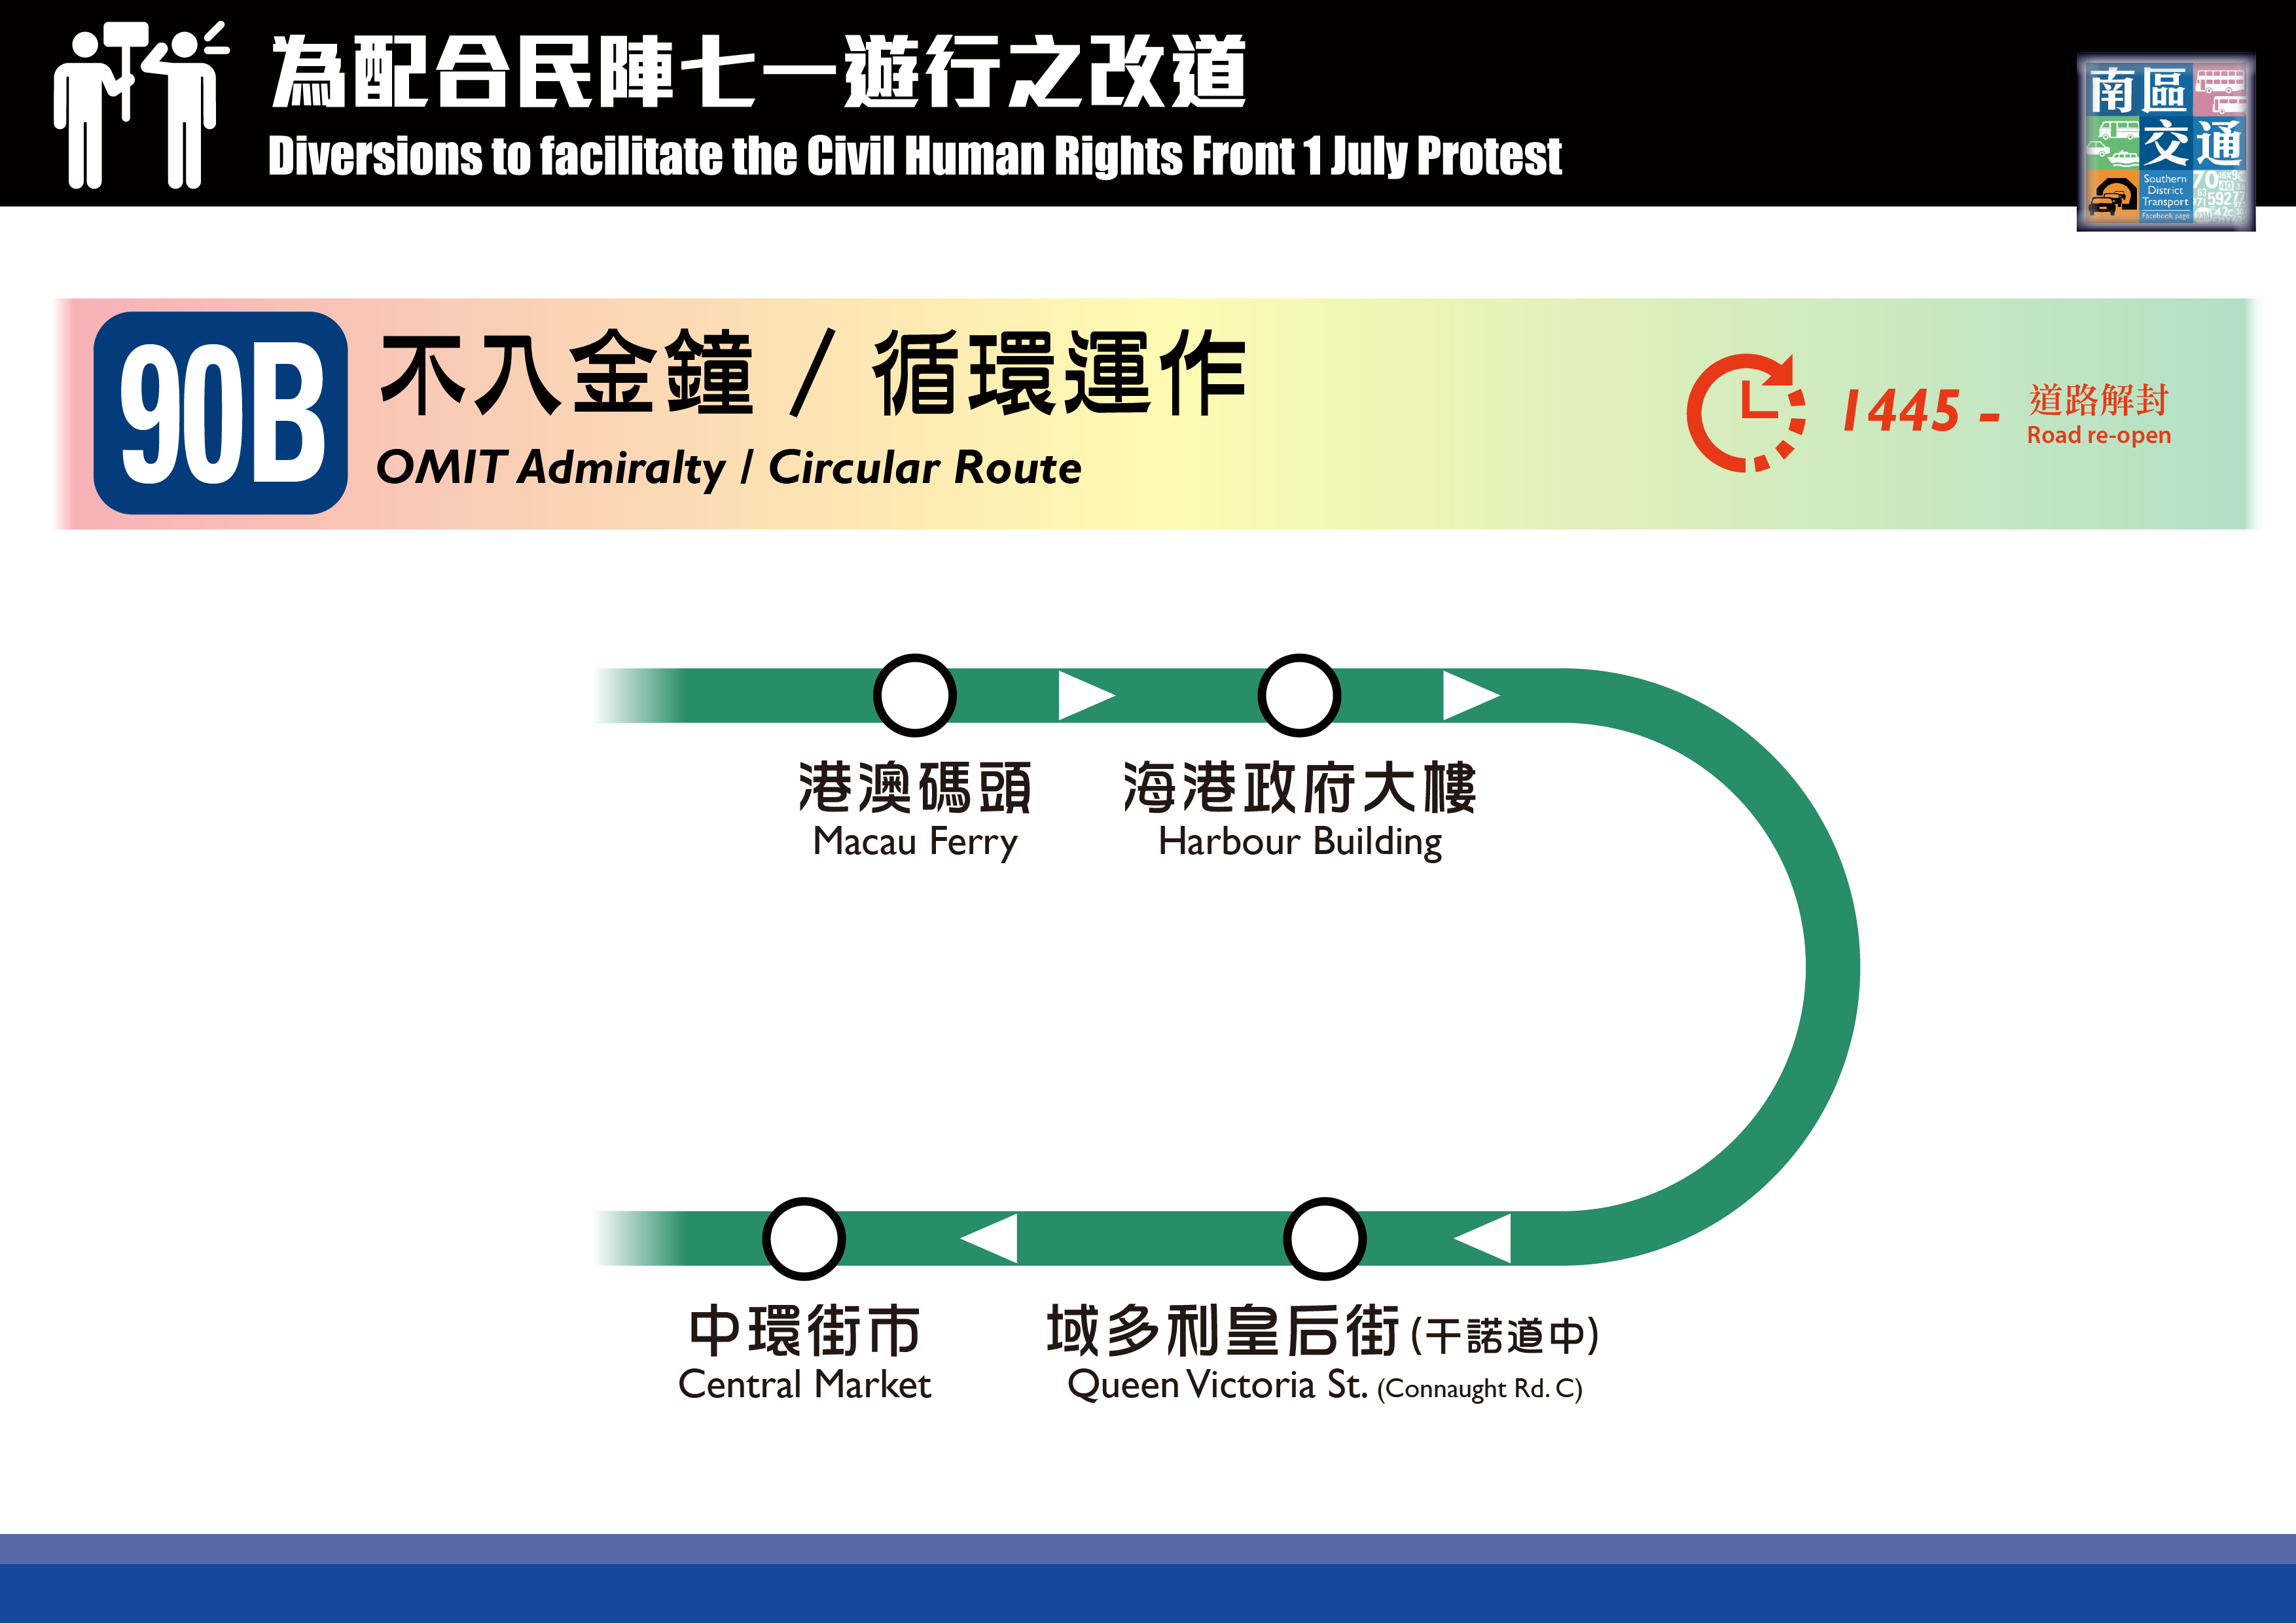 為配合民陣七一遊行之改道
Diversions to facilitate the Civil Human Rights Front 1 July Protest
南區
交通
Southern
District
Transport
Facebook page
70
592
90B
不入金鐘 / 循環運作
OMIT Admiralty / Circular Route
1445 -
道路解封
Road re-open
港澳碼頭
Macau Ferry
海港政府大樓
Harbour Building
中環街市
Central Market
域多利皇后街 (干諾道中)
Queen Victoria St. (Connaught Rd. C)